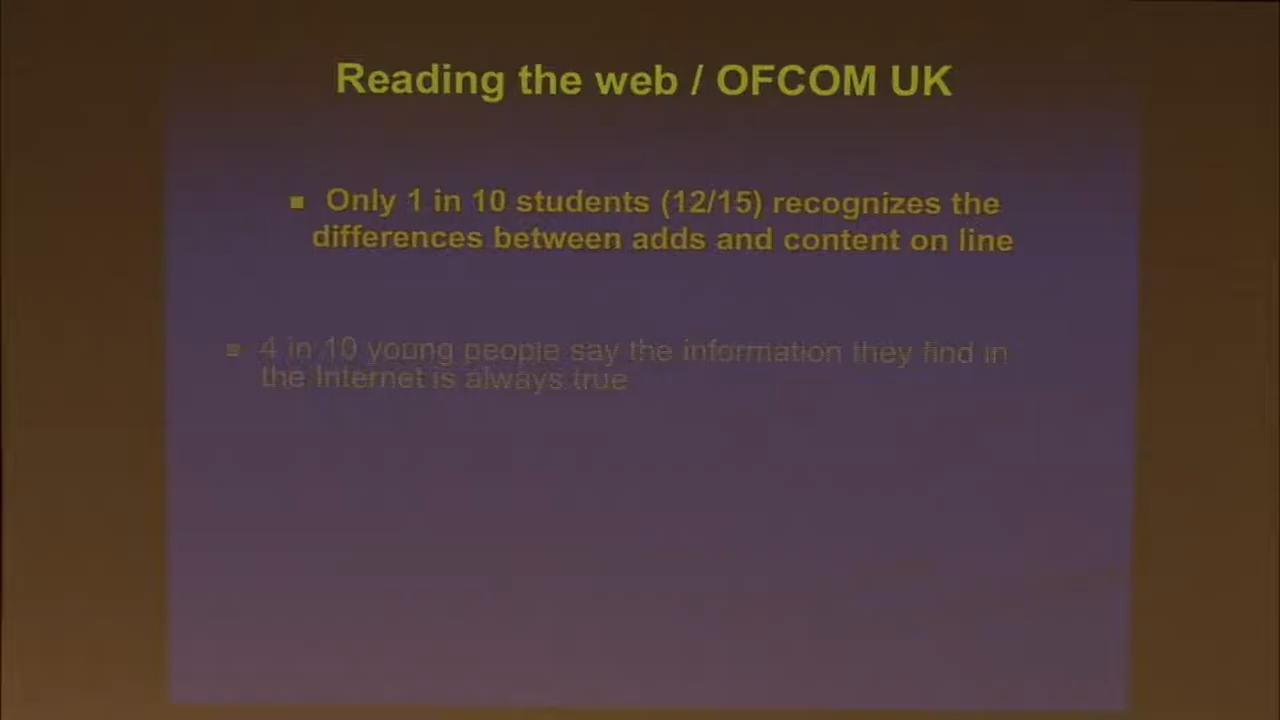 Reading the web / OFCOM UK
▪ Only 1 in 10 students (12/15) recognizes the
differences between adds and content on line
▪ 4 in 10 young people say the information they find in
the Internet is always true